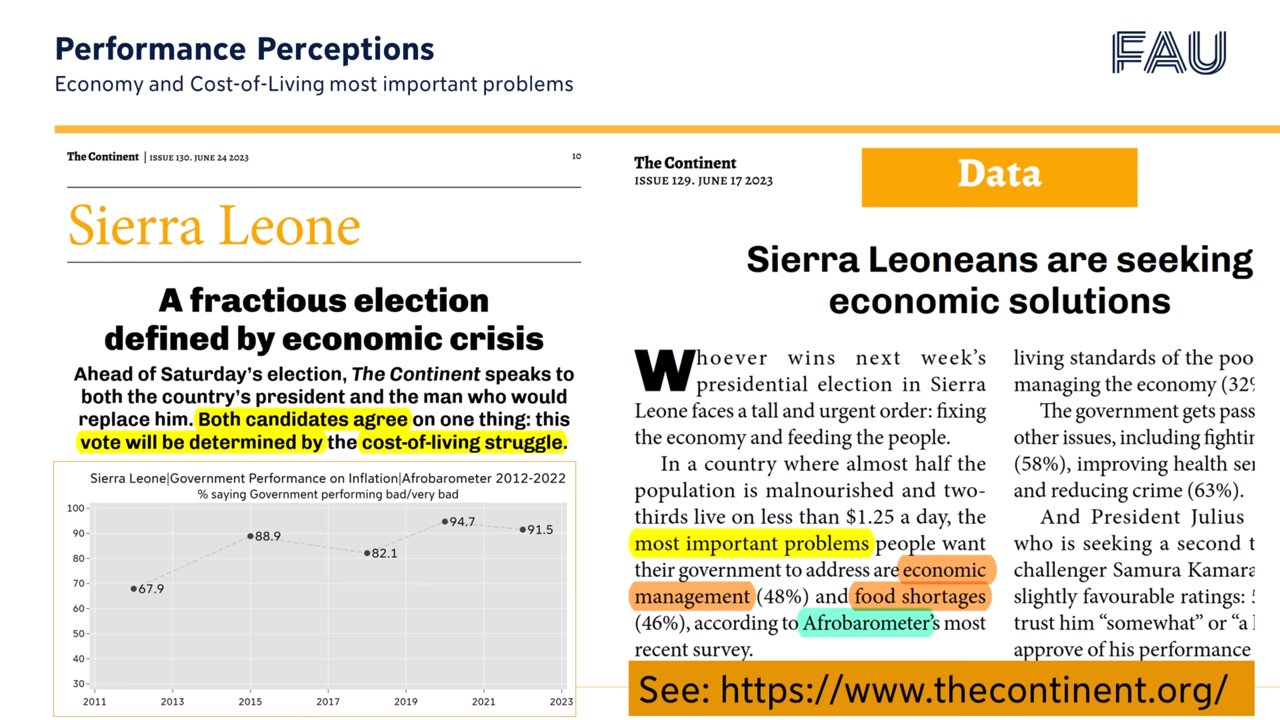 Performance Perceptions
Economy and Cost-of-Living most important problems
FAU
The Continent | ISSUE 130. JUNE 24 2023
10
Sierra Leone
A fractious election
defined by economic crisis
Ahead of Saturday's election, The Continent speaks to
both the country's president and the man who would
replace him. Both candidates agree on one thing: this
vote will be determined by the cost-of-living struggle.
Sierra Leone|Government Performance on Inflation|Afrobarometer 2012-2022
% saying Government performing bad/very bad
100
90
80
70
60
50
40
30
67.9
88.9
82.1
94.7
91.5
2011
2013
2015
2017
2019
2021
2023
The Continent
ISSUE 129. JUNE 17 2023
Data
Sierra Leoneans are seeking
economic solutions
Whoever wins next week's
presidential election in Sierra
Leone faces a tall and urgent order: fixing
the economy and feeding the people.
In a country where almost half the
population is malnourished and two-
thirds live on less than $1.25 a day, the
most important problems people want
their government to address are economic
management (48%) and food shortages
(46%), according to Afrobarometer's most
recent survey.
living standards of the poo
managing the economy (32%
The government gets pass
other issues, including fightin
(58%), improving health ser
and reducing crime (63%).
And President Julius
who is seeking a second t
challenger Samura Kamara
slightly favourable ratings: 5
trust him "somewhat" or "a l
approve of his performance
See: https://www.thecontinent.org/